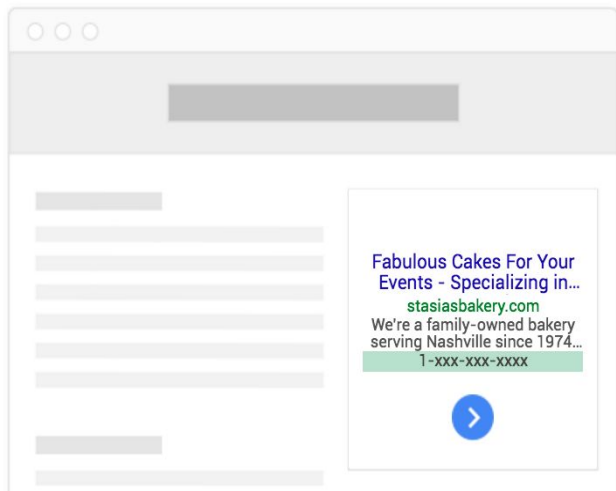 Fabulous Cakes For Your
Events - Specializing in...
stasiasbakery.com
We're a family-owned bakery
serving Nashville since 1974...
1-xxx-xxx-xxxx